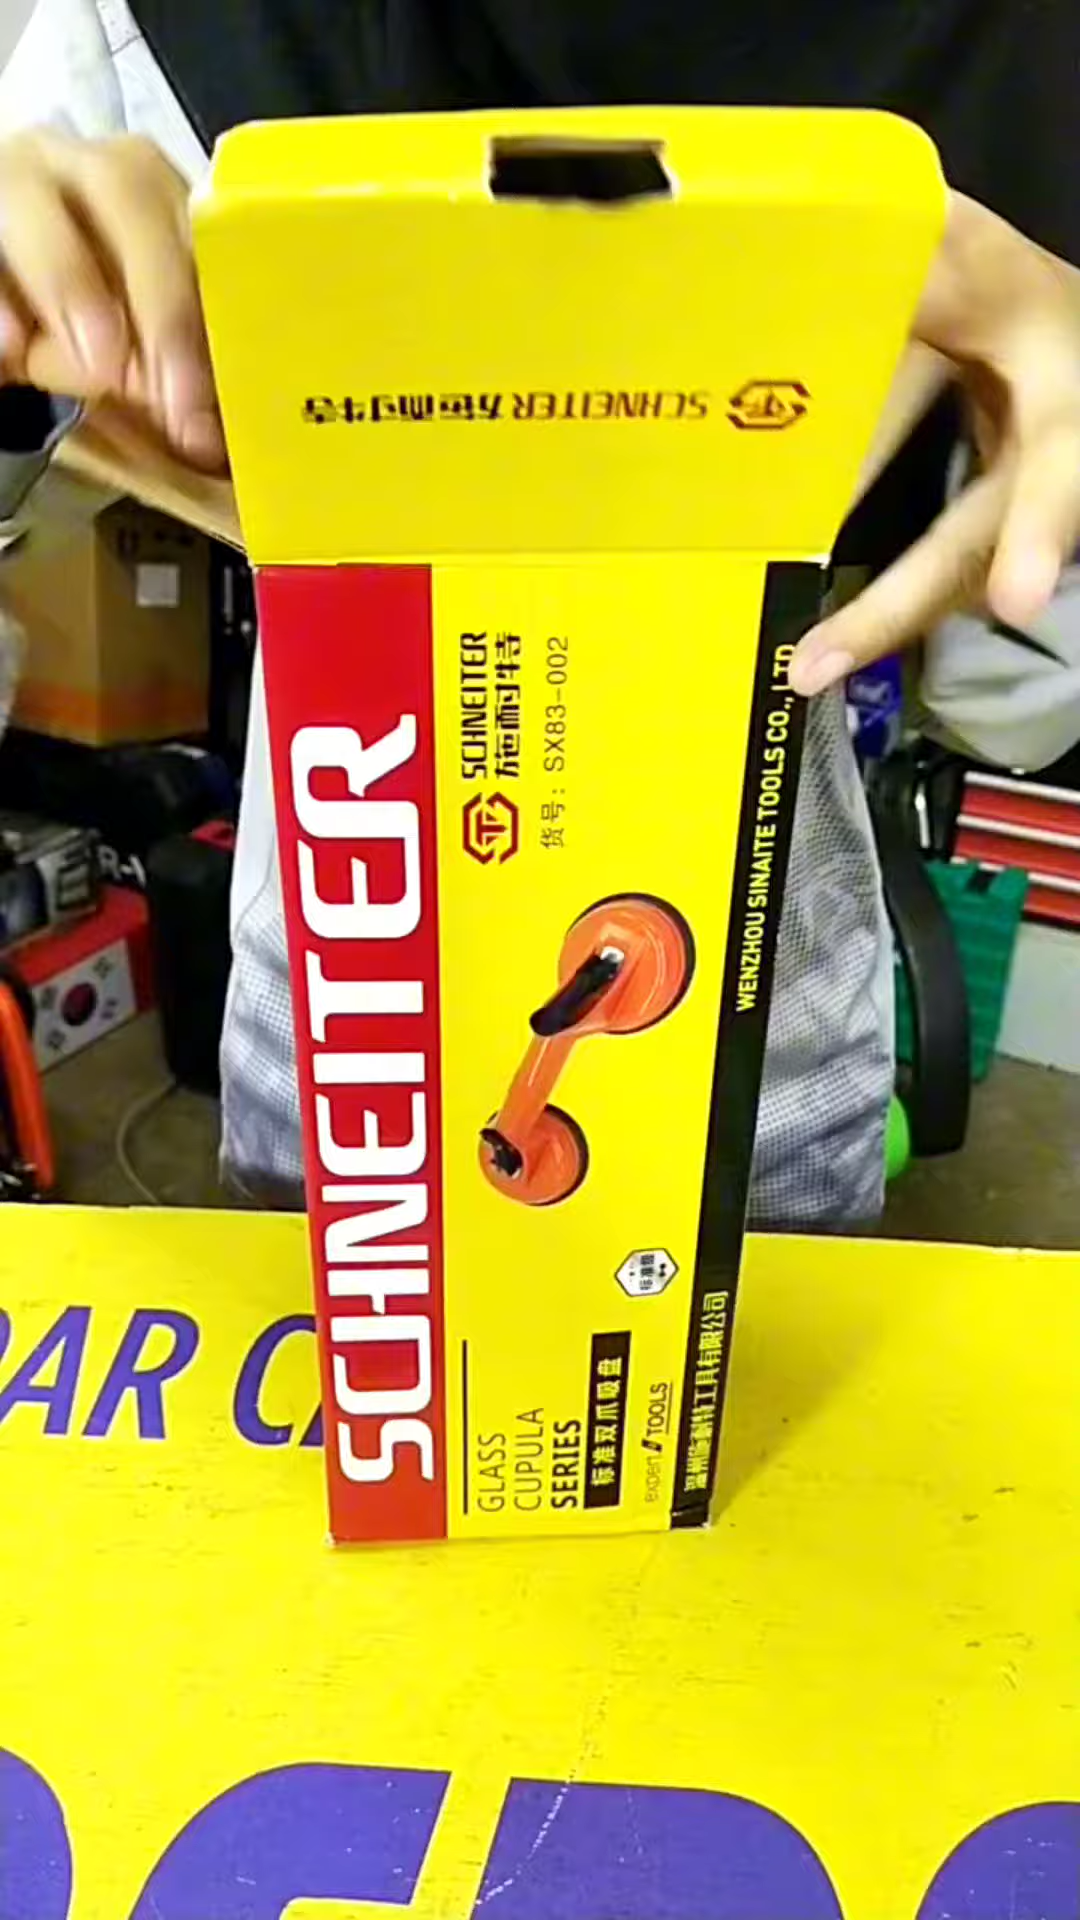 SCHNEITER 施耐特
SCHNEITER
SCHNEITER
施耐特
货号: SX83-002
WENZHOU SINAITE TOOLS CO., LTD
GLASS
CUPULA
SERIES
标准双爪吸盘
expert TOOLS
温州施耐特工具有限公司
AR C